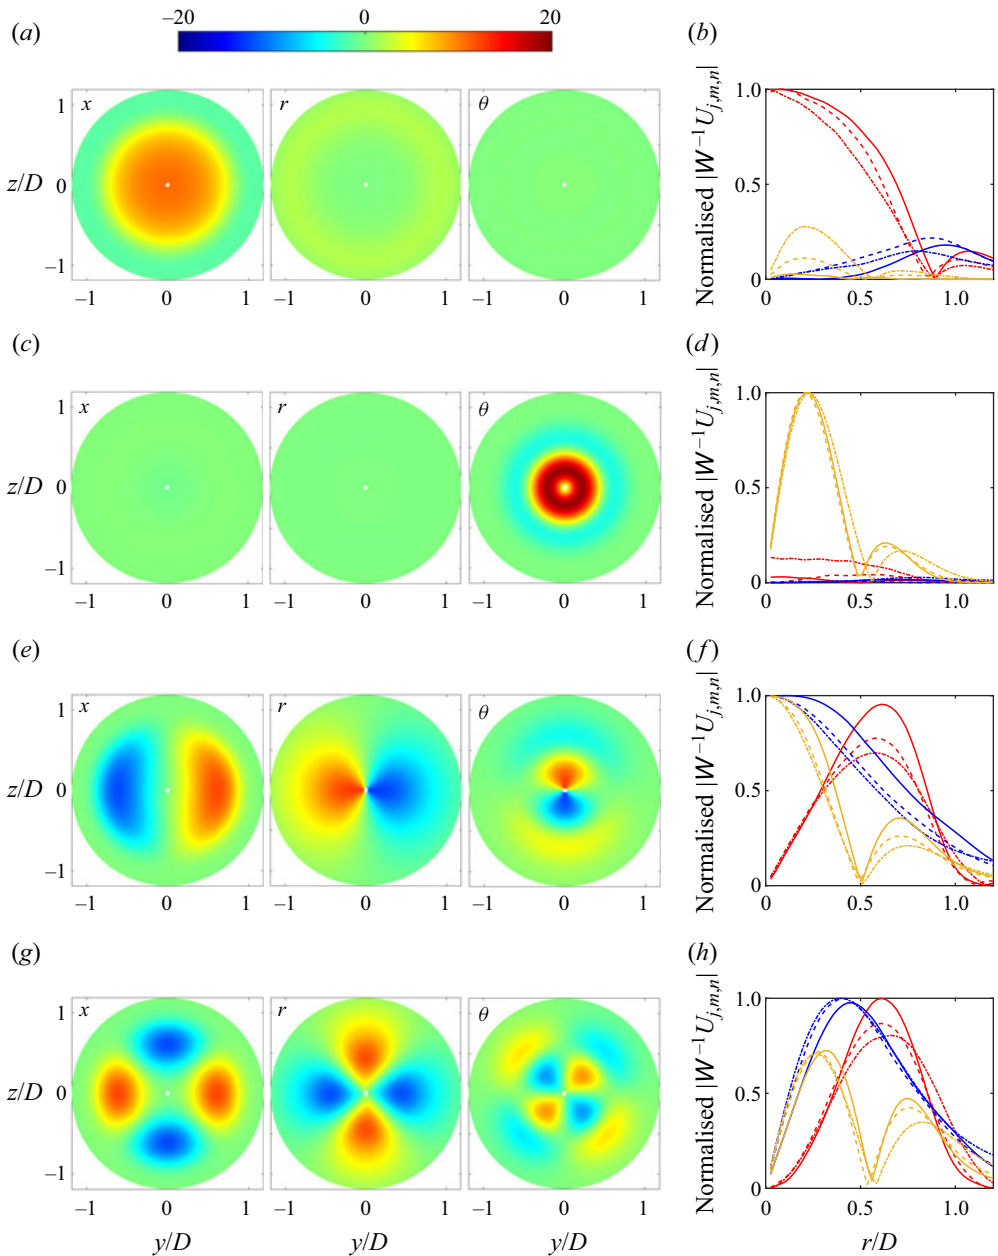 (a)
−20 0 20
(b)
x r θ
1
z/D 0
−1
−1 0 1 −1 0 1 −1 0 1
y/D
Normalised |W⁻¹U_{j,m,n}|
1.0
0.5
0
0 0.5 1.0
(c)
(d)
x r θ
1
z/D 0
−1
−1 0 1 −1 0 1 −1 0 1
Normalised |W⁻¹U_{j,m,n}|
1.0
0.5
0
0 0.5 1.0
(e)
(f)
x r θ
1
z/D 0
−1
−1 0 1 −1 0 1 −1 0 1
Normalised |W⁻¹U_{j,m,n}|
1.0
0.5
0
0 0.5 1.0
(g)
(h)
x r θ
1
z/D 0
−1
−1 0 1 −1 0 1 −1 0 1
y/D y/D y/D
Normalised |W⁻¹U_{j,m,n}|
1.0
0.5
0
0 0.5 1.0
r/D